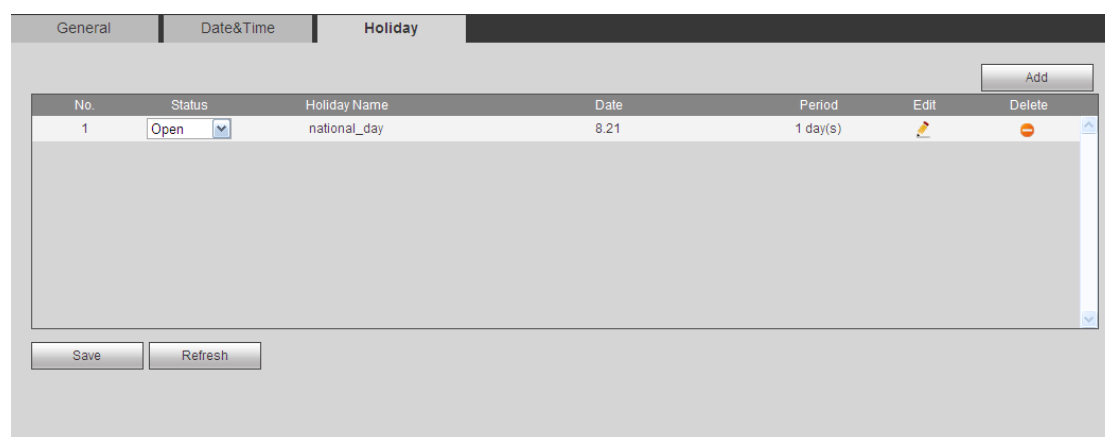 General Date&Time Holiday
Add
No. Status Holiday Name Date Period Edit Delete
1 Open national_day 8.21 1 day(s)
Save Refresh